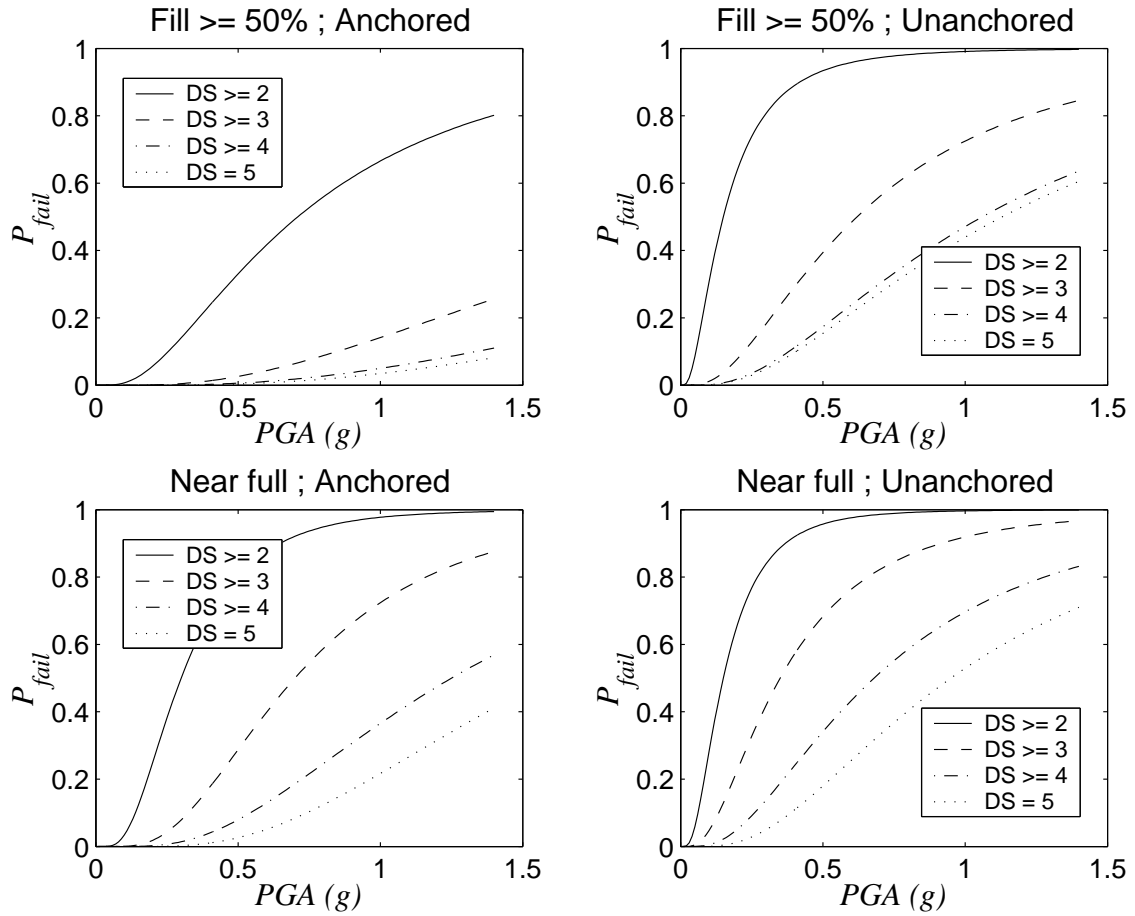 Fill >= 50% ; Anchored
1
0.8
0.6
0.4
0.2
0
P_fail
DS >= 2
DS >= 3
DS >= 4
DS = 5
0 0.5 1 1.5
PGA (g)
Fill >= 50% ; Unanchored
1
0.8
0.6
0.4
0.2
0
P_fail
DS >= 2
DS >= 3
DS >= 4
DS = 5
0 0.5 1 1.5
PGA (g)
Near full ; Anchored
1
0.8
0.6
0.4
0.2
0
P_fail
DS >= 2
DS >= 3
DS >= 4
DS = 5
0 0.5 1 1.5
PGA (g)
Near full ; Unanchored
1
0.8
0.6
0.4
0.2
0
P_fail
DS >= 2
DS >= 3
DS >= 4
DS = 5
0 0.5 1 1.5
PGA (g)